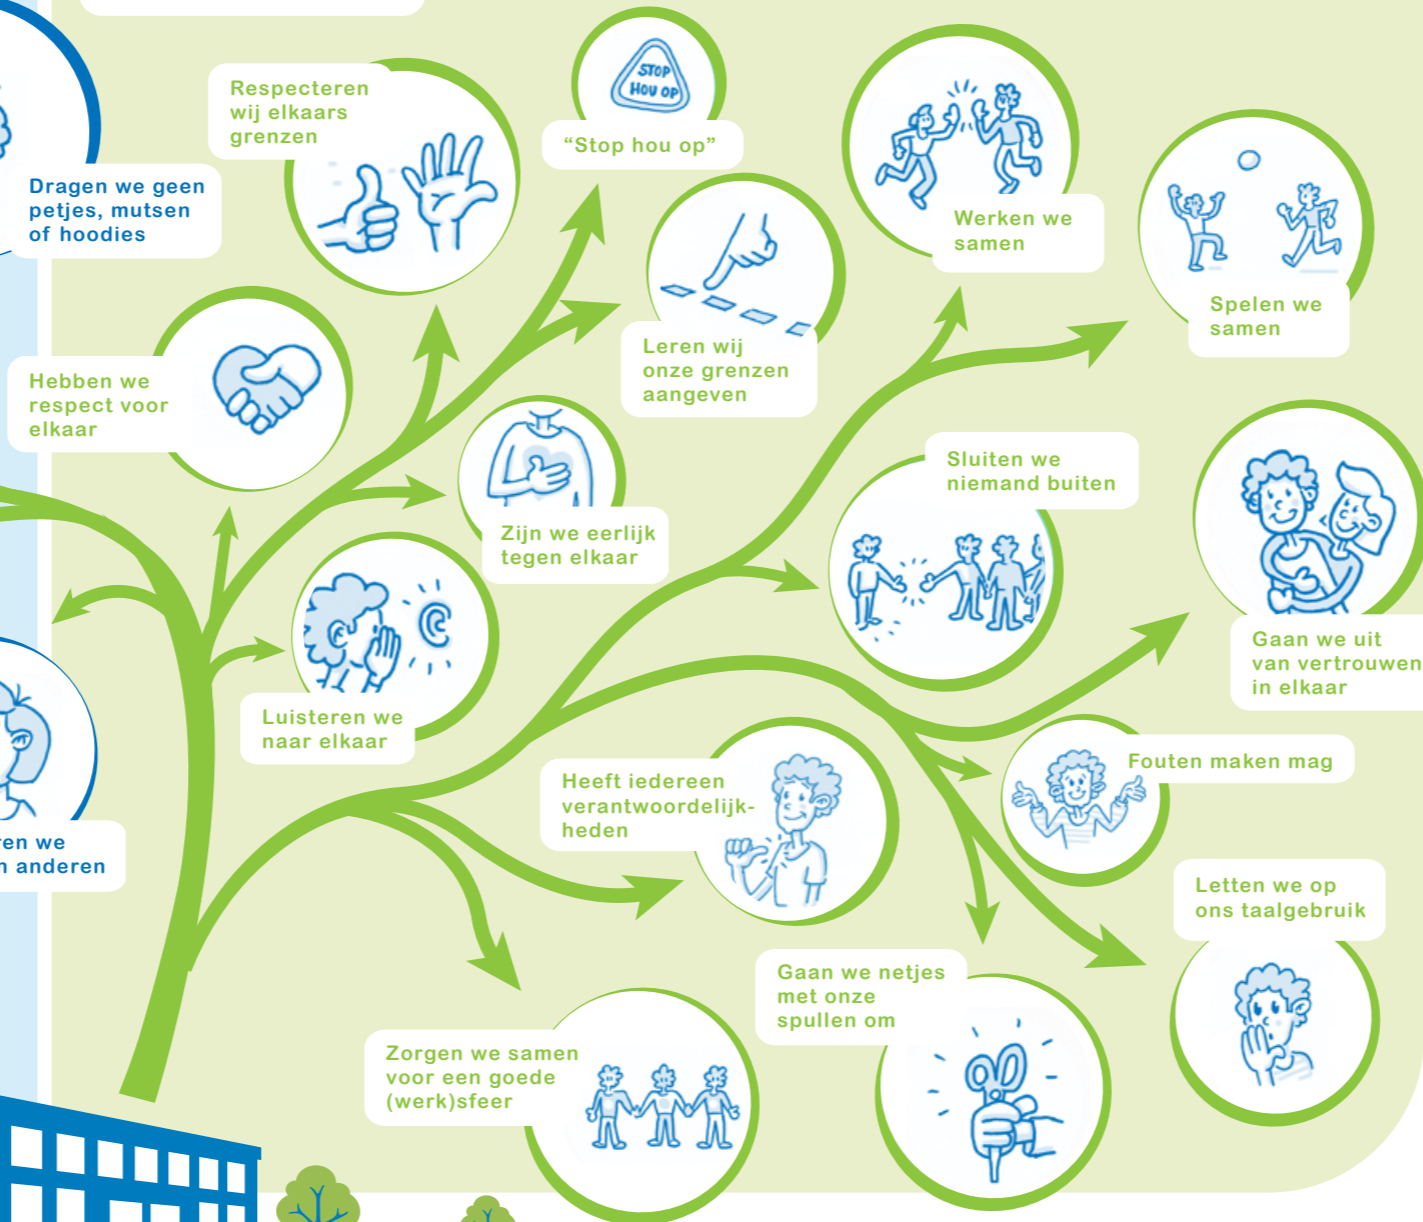 Respecteren
wij elkaars
grenzen
STOP
HOU OP
“Stop hou op”
Dragen we geen
petjes, mutsen
of hoodies
Werken we
samen
Spelen we
samen
Leren wij
onze grenzen
aangeven
Hebben we
respect voor
elkaar
Sluiten we
niemand buiten
Zijn we eerlijk
tegen elkaar
Gaan we uit
van vertrouwen
in elkaar
Luisteren we
naar elkaar
Heeft iedereen
verantwoordelijk-
heden
Fouten maken mag
we
anderen
Letten we op
ons taalgebruik
Gaan we netjes
met onze
spullen om
Zorgen we samen
voor een goede
(werk)sfeer